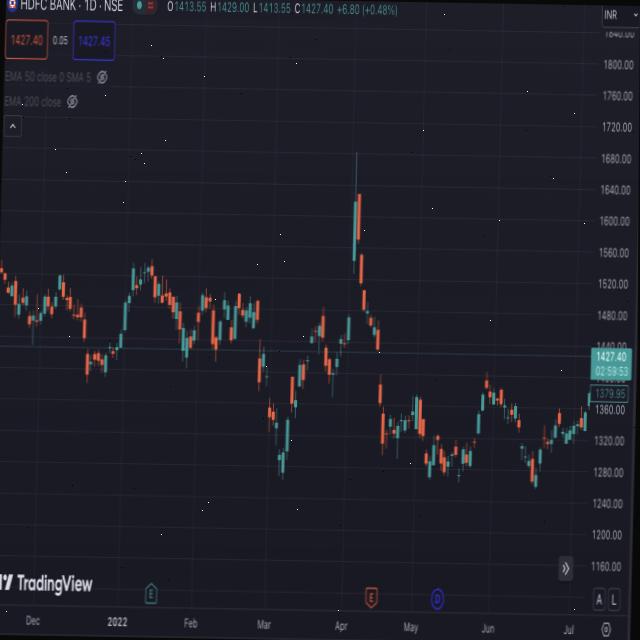 HDFC BANK · 1D · NSE O1413.55 H1429.00 L1413.55 C1427.40 +6.80 (+0.48%) INR
1427.40 0.05 1427.45
1840.00
EMA 50 close 0 SMA 5
1800.00
EMA 200 close
1760.00
1720.00
1680.00
1640.00
1600.00
1560.00
1520.00
1480.00
1440.00
1427.40
02:59:53
1379.95
1360.00
1320.00
1280.00
1240.00
1200.00
1160.00
TradingView
E E D A L
Dec 2022 Feb Mar Apr May Jun Jul